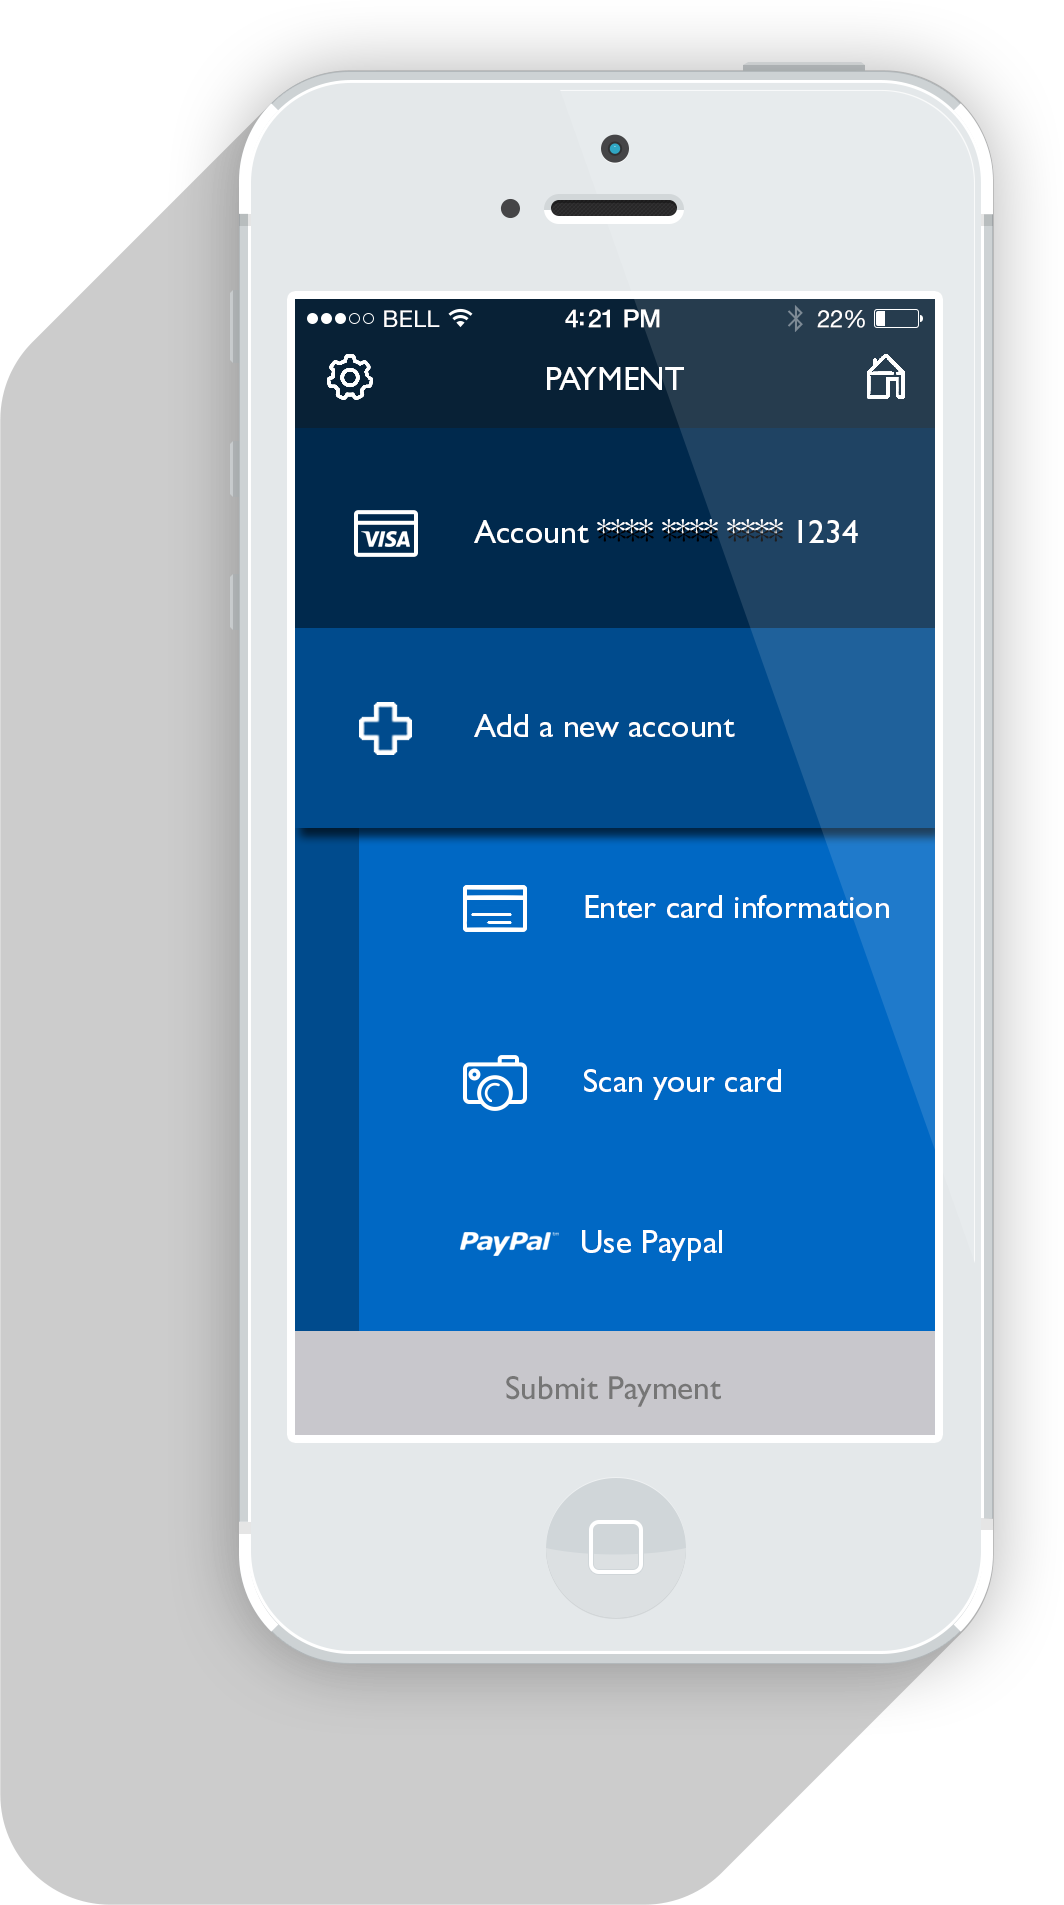 BELL 4:21 PM 22%
PAYMENT
VISA Account **** **** **** 1234
Add a new account
Enter card information
Scan your card
PayPal™ Use Paypal
Submit Payment